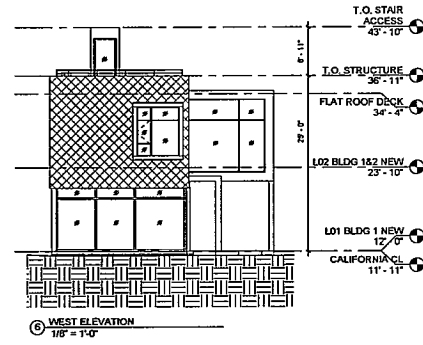 T.O. STAIR
ACCESS
43' - 10"
6' - 11"
T.O. STRUCTURE
36' - 11"
FLAT ROOF DECK
34' - 4"
25' - 0"
L02 BLDG 1&2 NEW
23' - 10"
L01 BLDG 1 NEW
12' 0"
CALIFORNIA CL
11' - 11"
6 WEST ELEVATION
1/8" = 1'-0"